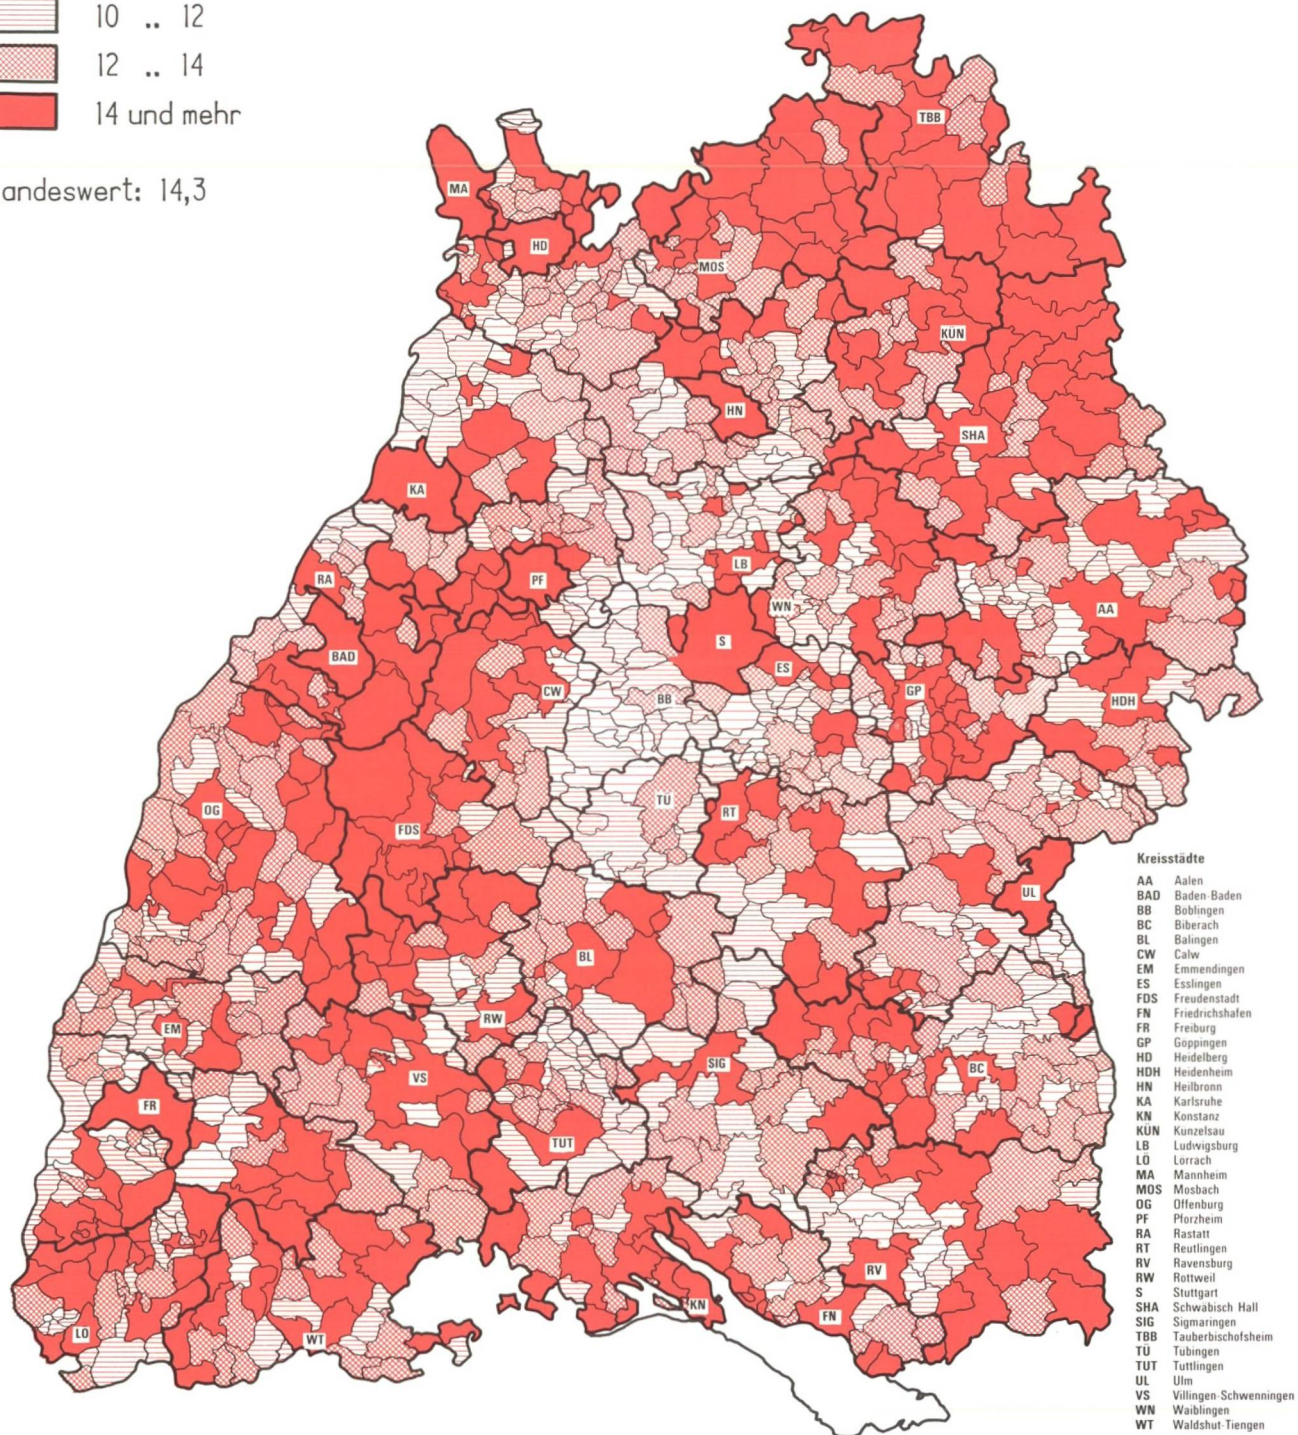 10 .. 12
12 .. 14
14 und mehr
andeswert: 14,3
TBB
MA
HD
MOS
KÜN
HN
SHA
KA
LB
RA
PF
WN
AA
S
BAD
ES
CW
BB
GP
HDH
TÜ
OG
RT
FDS
UL
BL
RW
EM
SIG
VS
BC
FR
TUT
RV
KN
FN
LÖ
WT
Kreisstädte
AA Aalen
BAD Baden-Baden
BB Boblingen
BC Biberach
BL Balingen
CW Calw
EM Emmendingen
ES Esslingen
FDS Freudenstadt
FN Friedrichshafen
FR Freiburg
GP Goppingen
HD Heidelberg
HDH Heidenheim
HN Heilbronn
KA Karlsruhe
KN Konstanz
KÜN Kunzelsau
LB Ludwigsburg
LÖ Lörrach
MA Mannheim
MOS Mosbach
OG Offenburg
PF Pforzheim
RA Rastatt
RT Reutlingen
RV Ravensburg
RW Rottweil
S Stuttgart
SHA Schwäbisch Hall
SIG Sigmaringen
TBB Tauberbischofsheim
TÜ Tubingen
TUT Tuttlingen
UL Ulm
VS Villingen-Schwenningen
WN Waiblingen
WT Waldshut-Tiengen